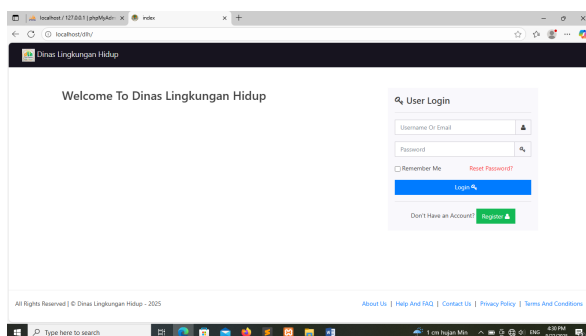 localhost / 127.0.0.1 | phpMyAdm
index
localhost/dlh/
Dinas Lingkungan Hidup
Welcome To Dinas Lingkungan Hidup
User Login
Username Or Email
Password
Remember Me
Reset Password?
Login
Don't Have an Account? Register
All Rights Reserved | © Dinas Lingkungan Hidup - 2025
About Us | Help And FAQ | Contact Us | Privacy Policy | Terms And Conditions
Type here to search
1 cm hujan Min
ENG
4:30 PM